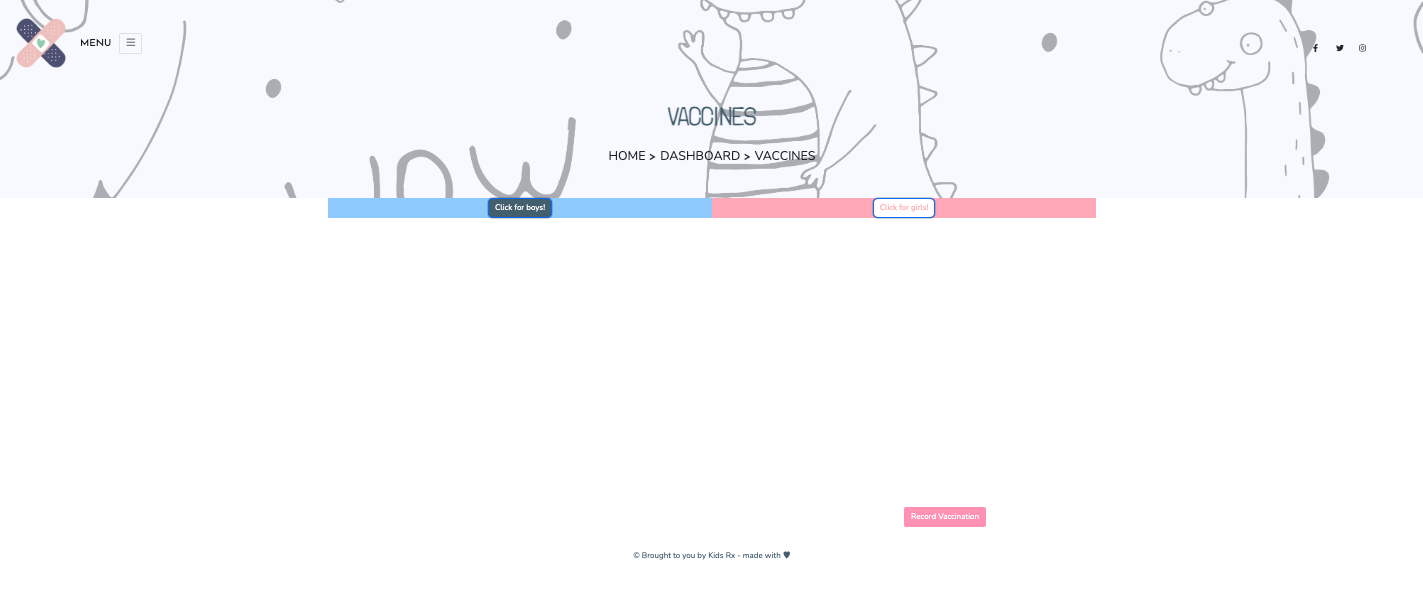 MENU
VACCINES
HOME > DASHBOARD > VACCINES
Click for boys!
Click for girls!
Record Vaccination
© Brought to you by Kids Rx - made with ♥